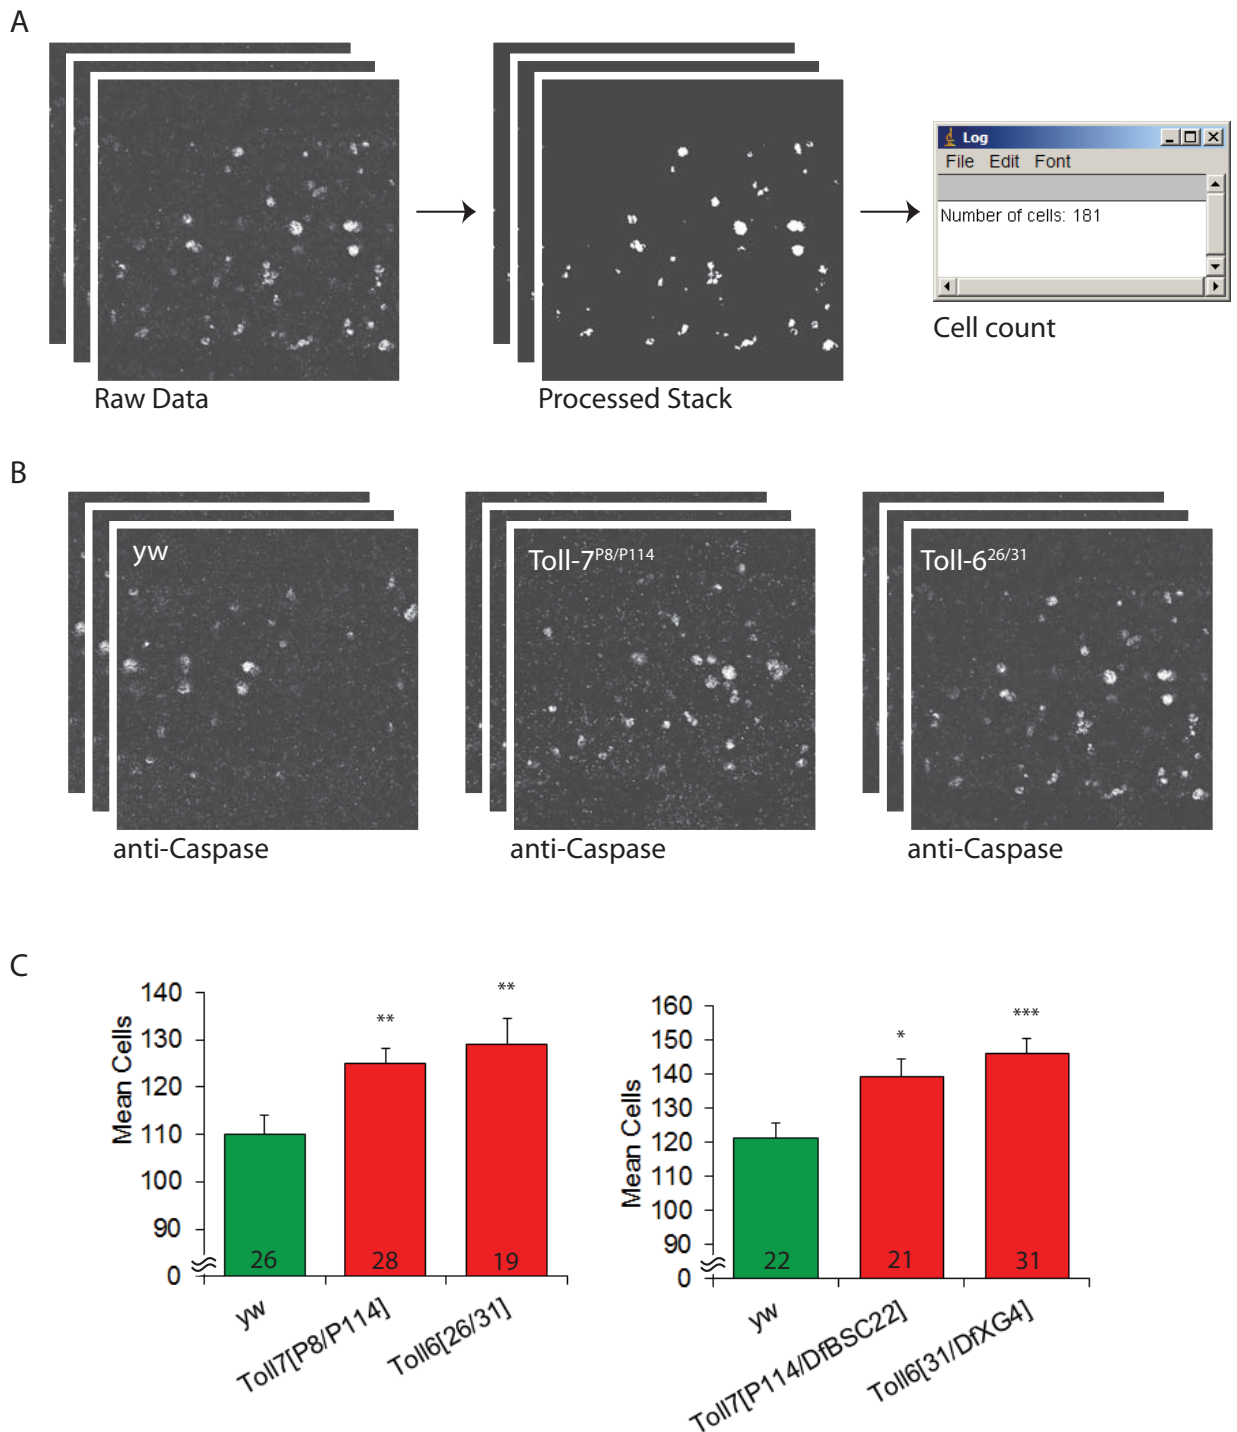 A
Log
File Edit Font
Number of cells: 181
Raw Data
Processed Stack
Cell count
B
yw
Toll-7P8/P114
Toll-626/31
anti-Caspase
anti-Caspase
anti-Caspase
C
Mean Cells
140
130
120
110
100
90
0
**
**
26
28
19
yw
Toll7[P8/P114]
Toll6[26/31]
Mean Cells
160
150
140
130
120
110
100
90
0
*
***
22
21
31
yw
Toll7[P114/DfBSC22]
Toll6[31/DfXG4]